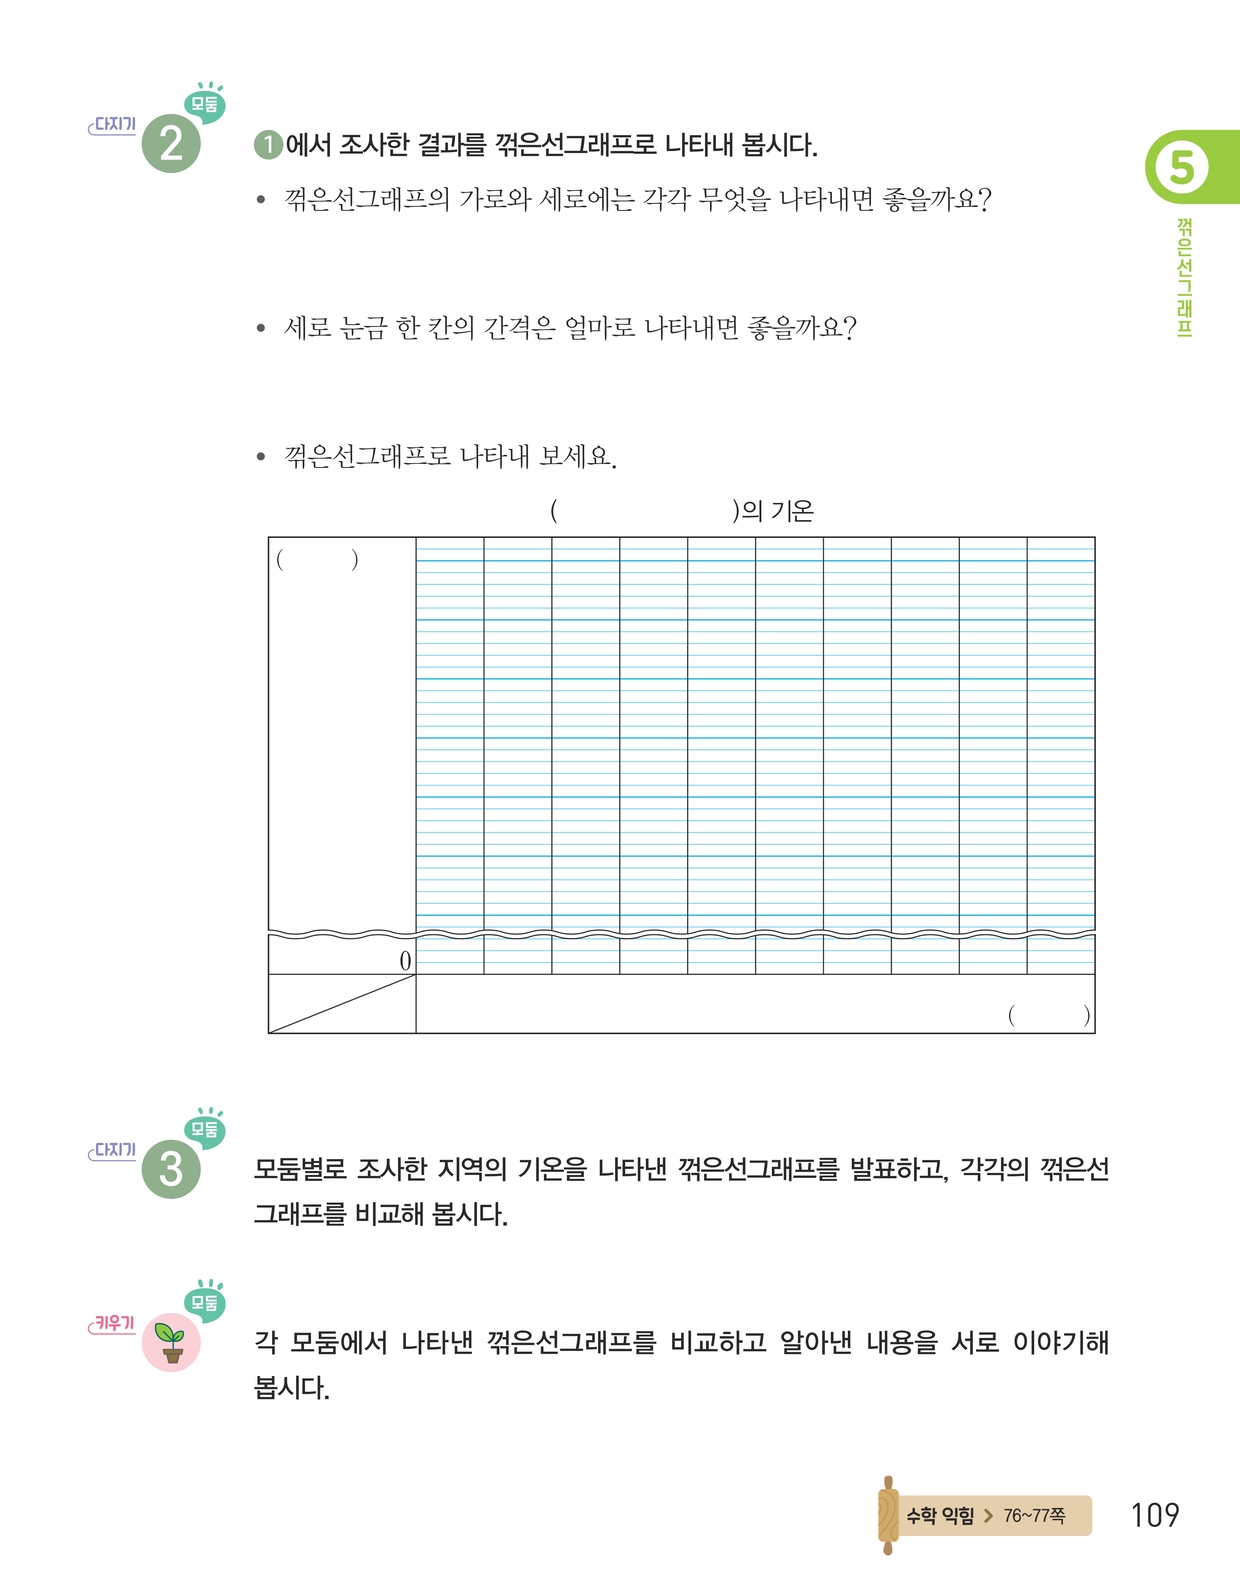 다지기
모둠
2
1에서 조사한 결과를 꺾은선그래프로 나타내 봅시다.
• 꺾은선그래프의 가로와 세로에는 각각 무엇을 나타내면 좋을까요?
• 세로 눈금 한 칸의 간격은 얼마로 나타내면 좋을까요?
• 꺾은선그래프로 나타내 보세요.
( )의 기온
( )
0
( )
5
꺾은선그래프
다지기
모둠
3
모둠별로 조사한 지역의 기온을 나타낸 꺾은선그래프를 발표하고, 각각의 꺾은선
그래프를 비교해 봅시다.
키우기
모둠
각 모둠에서 나타낸 꺾은선그래프를 비교하고 알아낸 내용을 서로 이야기해
봅시다.
수학 익힘 > 76~77쪽
109